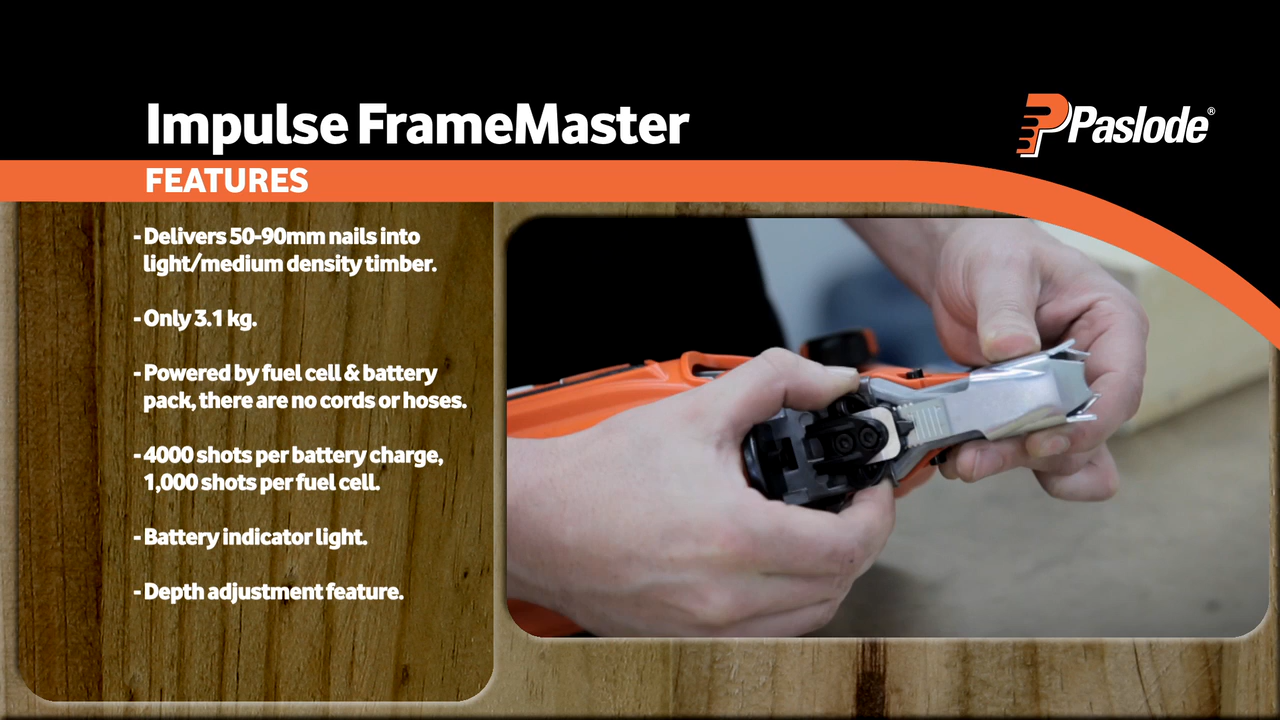 Impulse FrameMaster
Paslode®
FEATURES
- Delivers 50-90mm nails into
light/medium density timber.
- Only 3.1 kg.
- Powered by fuel cell & battery
pack, there are no cords or hoses.
- 4000 shots per battery charge,
1,000 shots per fuel cell.
- Battery indicator light.
- Depth adjustment feature.